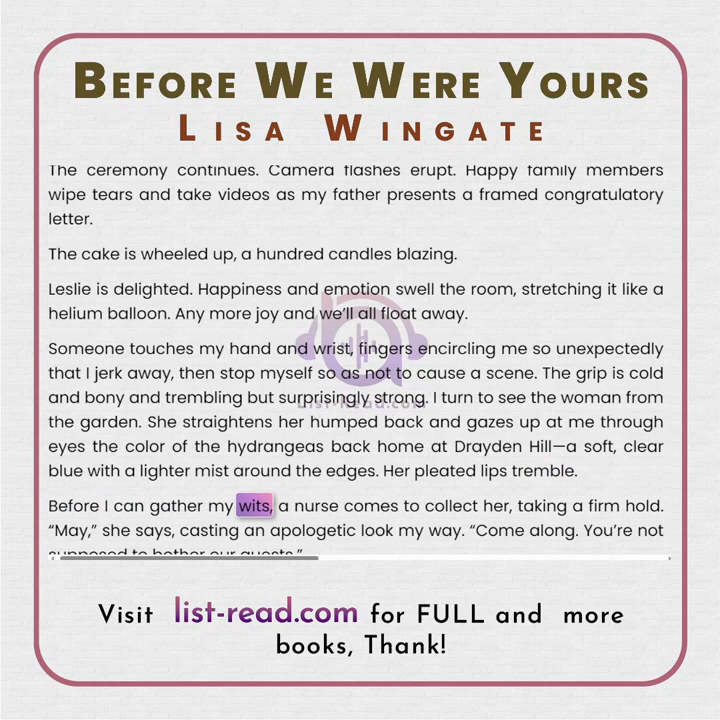 BEFORE WE WERE YOURS
LISA WINGATE
The ceremony continues. Camera flashes erupt. Happy family members
wipe tears and take videos as my father presents a framed congratulatory
letter.
The cake is wheeled up, a hundred candles blazing.
Leslie is delighted. Happiness and emotion swell the room, stretching it like a
helium balloon. Any more joy and we’ll all float away.
Someone touches my hand and wrist, fingers encircling me so unexpectedly
that I jerk away, then stop myself so as not to cause a scene. The grip is cold
and bony and trembling but surprisingly strong. I turn to see the woman from
the garden. She straightens her humped back and gazes up at me through
eyes the color of the hydrangeas back home at Drayden Hill—a soft, clear
blue with a lighter mist around the edges. Her pleated lips tremble.
Before I can gather my wits, a nurse comes to collect her, taking a firm hold.
“May,” she says, casting an apologetic look my way. “Come along. You’re not
supposed to bother our guests.”
List-Read.com
Visit list-read.com for FULL and more
books, Thank!